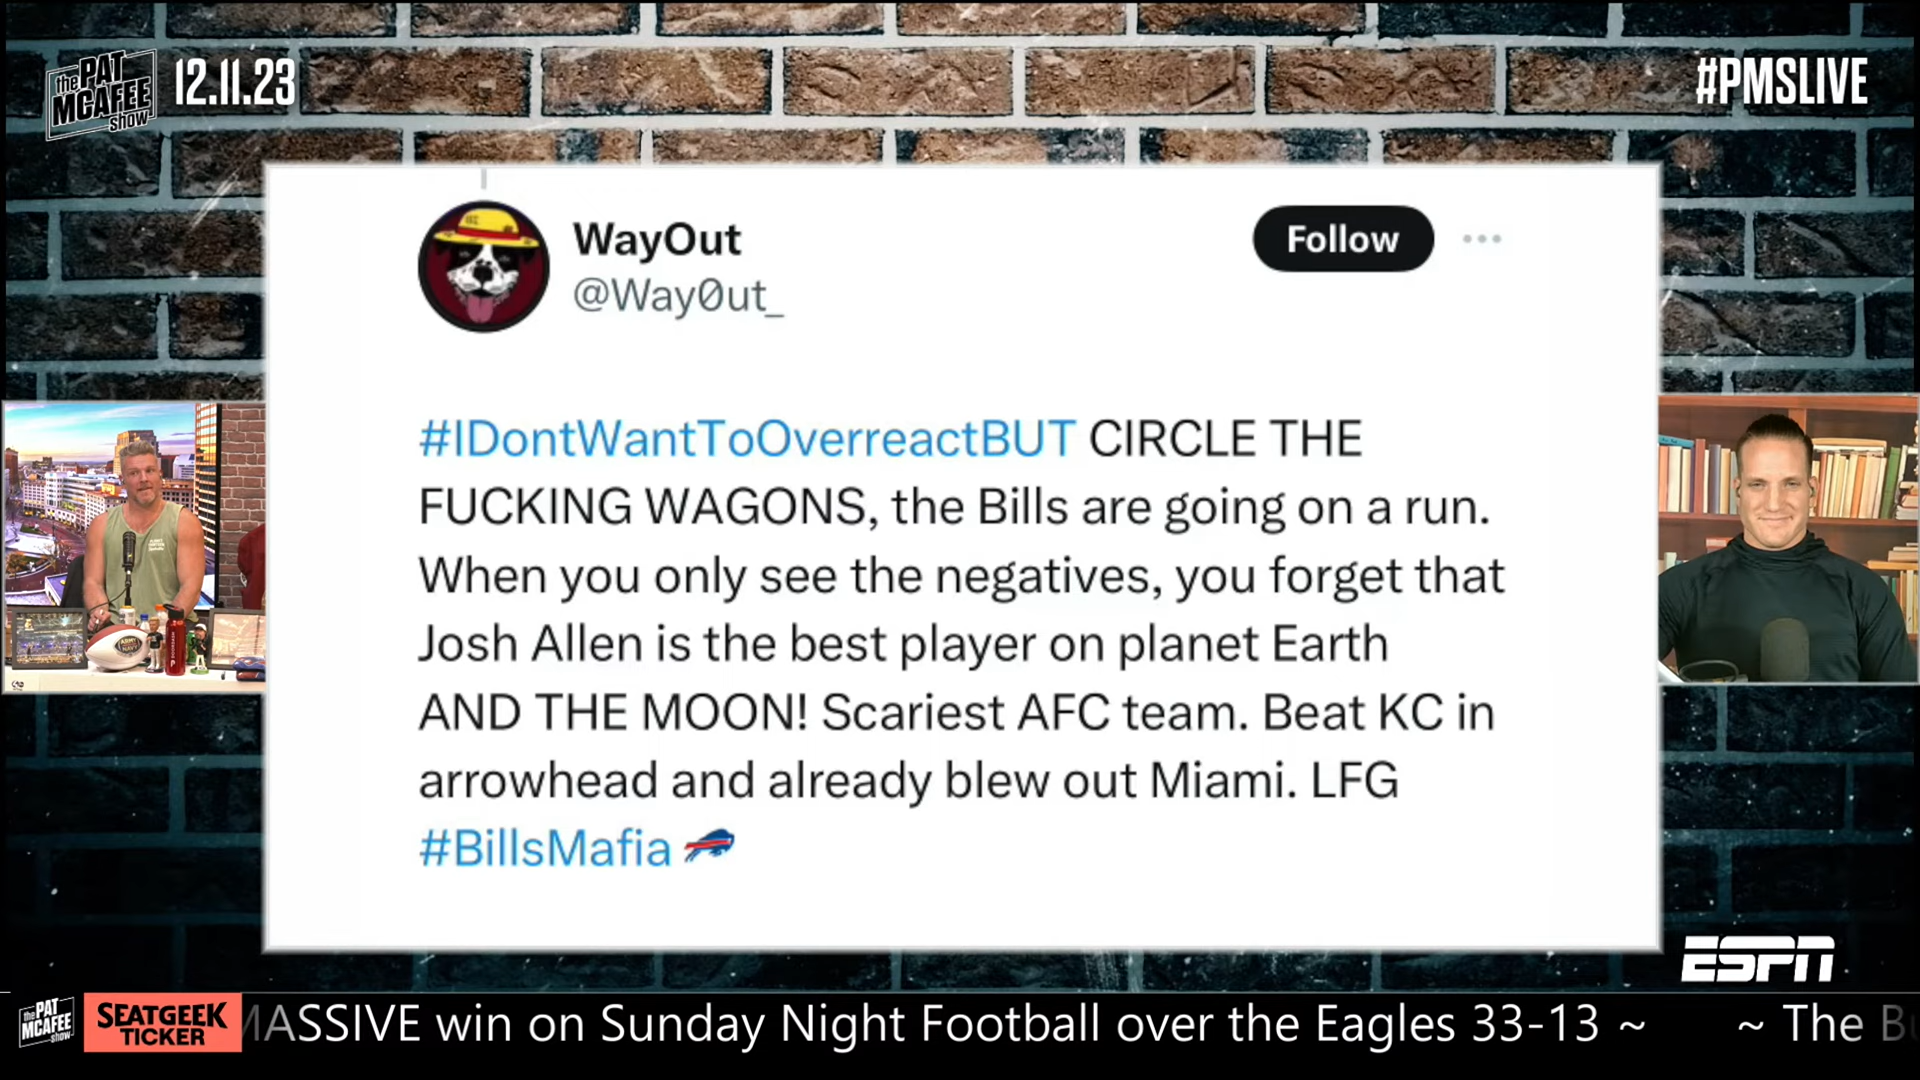 the PAT MCAFEE show
12.11.23
#PMSLIVE
WayOut
@Way0ut_
Follow
#IDontWantToOverreactBUT CIRCLE THE
FUCKING WAGONS, the Bills are going on a run.
When you only see the negatives, you forget that
Josh Allen is the best player on planet Earth
AND THE MOON! Scariest AFC team. Beat KC in
arrowhead and already blew out Miami. LFG
#BillsMafia
ESPN
the PAT MCAFEE show
SEATGEEK
TICKER
MASSIVE win on Sunday Night Football over the Eagles 33-13 ~ ~ The